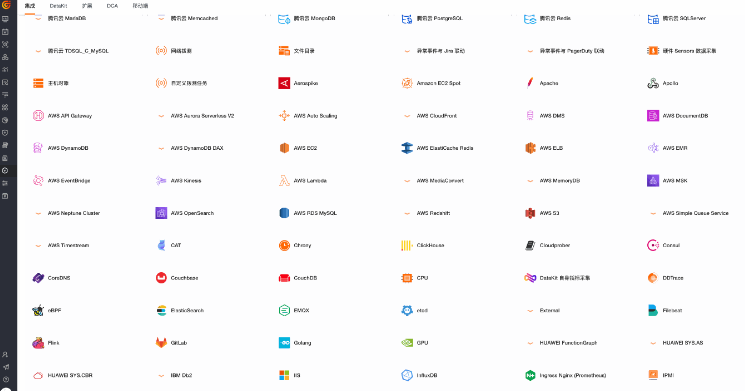 集成 DataKit 扩展 DCA 移动端
腾讯云 MariaDB 腾讯云 Memcached 腾讯云 MongoDB 腾讯云 PostgreSQL 腾讯云 Redis 腾讯云 SQLServer
腾讯云 TDSQL_C_MySQL 网络拨测 文件目录 异常事件与 Jira 联动 异常事件与 PagerDuty 联动 硬件 Sensors 数据采集
主机对象 自定义拨测任务 Aerospike Amazon EC2 Spot Apache Apollo
AWS API Gateway AWS Aurora Serverless V2 AWS Auto Scaling AWS CloudFront AWS DMS AWS DocumentDB
AWS DynamoDB AWS DynamoDB DAX AWS EC2 AWS ElastiCache Redis AWS ELB AWS EMR
AWS EventBridge AWS Kinesis AWS Lambda AWS MediaConvert AWS MemoryDB AWS MSK
AWS Neptune Cluster AWS OpenSearch AWS RDS MySQL AWS Redshift AWS S3 AWS Simple Queue Service
AWS Timestream CAT Chrony ClickHouse Cloudprober Consul
CoreDNS Couchbase CouchDB CPU DataKit 自身指标采集 DDTrace
eBPF ElasticSearch EMQX etcd External Filebeat
Flink GitLab Golang GPU HUAWEI FunctionGraph HUAWEI SYS.AS
HUAWEI SYS.CBR IBM Db2 IIS InfluxDB Ingress Nginx (Prometheus) IPMI